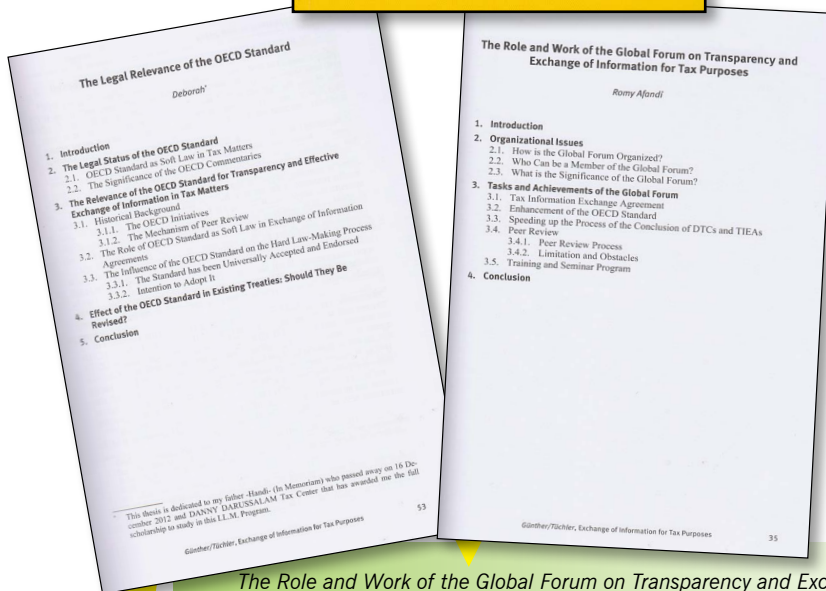 The Legal Relevance of the OECD Standard
Deborah*
1. Introduction
2. The Legal Status of the OECD Standard
2.1. OECD Standard as Soft Law in Tax Matters
2.2. The Significance of the OECD Commentaries
3. The Relevance of the OECD Standard for Transparency and Effective
Exchange of Information in Tax Matters
3.1. Historical Background
3.1.1. The OECD Initiatives
3.1.2. The Mechanism of Peer Review
3.2. The Role of OECD Standard as Soft Law in Exchange of Information
Agreements
3.3. The Influence of the OECD Standard on the Hard Law-Making Process
3.3.1. The Standard has been Universally Accepted and Endorsed
3.3.2. Intention to Adopt It
4. Effect of the OECD Standard in Existing Treaties: Should They Be
Revised?
5. Conclusion
* This thesis is dedicated to my father -Handi- (In Memoriam) who passed away on 16 De-
cember 2012 and DANNY DARUSSALAM Tax Center that has awarded me the full
scholarship to study in this LL.M. Program.
Günther/Tüchler, Exchange of Information for Tax Purposes
53
The Role and Work of the Global Forum on Transparency and
Exchange of Information for Tax Purposes
Romy Afandi
1. Introduction
2. Organizational Issues
2.1. How is the Global Forum Organized?
2.2. Who Can be a Member of the Global Forum?
2.3. What is the Significance of the Global Forum?
3. Tasks and Achievements of the Global Forum
3.1. Tax Information Exchange Agreement
3.2. Enhancement of the OECD Standard
3.3. Speeding up the Process of the Conclusion of DTCs and TIEAs
3.4. Peer Review
3.4.1. Peer Review Process
3.4.2. Limitation and Obstacles
3.5. Training and Seminar Program
4. Conclusion
Günther/Tüchler, Exchange of Information for Tax Purposes
35
The Role and Work of the Global Forum on Transparency and Exc